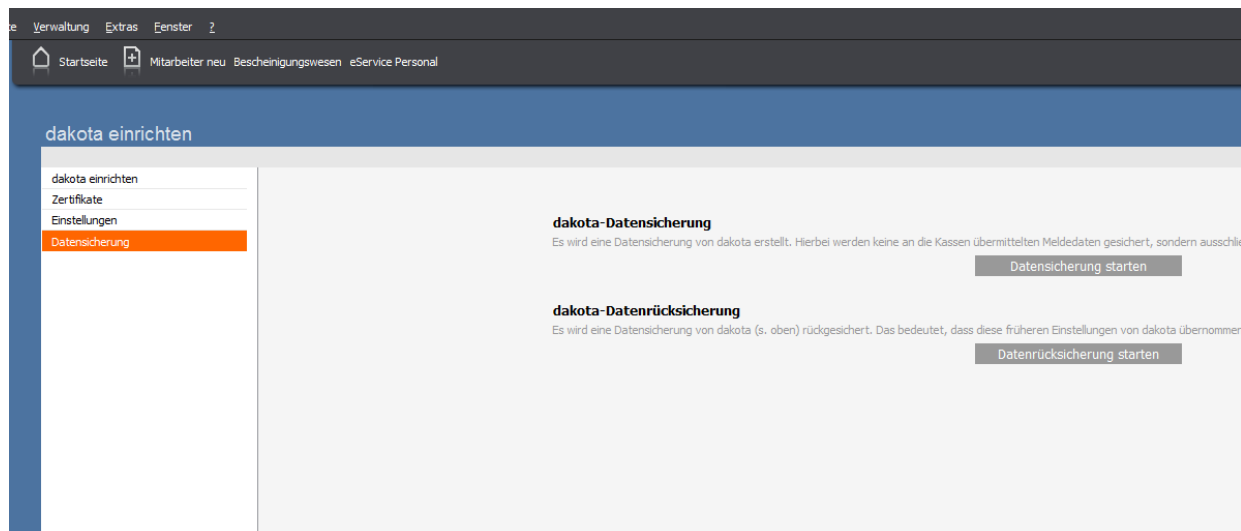 Verwaltung Extras Fenster ?
Startseite Mitarbeiter neu Bescheinigungswesen eService Personal
dakota einrichten
dakota einrichten
Zertifikate
Einstellungen
Datensicherung
dakota-Datensicherung
Es wird eine Datensicherung von dakota erstellt. Hierbei werden keine an die Kassen übermittelten Meldedaten gesichert, sondern ausschlie
Datensicherung starten
dakota-Datenrücksicherung
Es wird eine Datensicherung von dakota (s. oben) rückgesichert. Das bedeutet, dass diese früheren Einstellungen von dakota übernommen
Datenrücksicherung starten